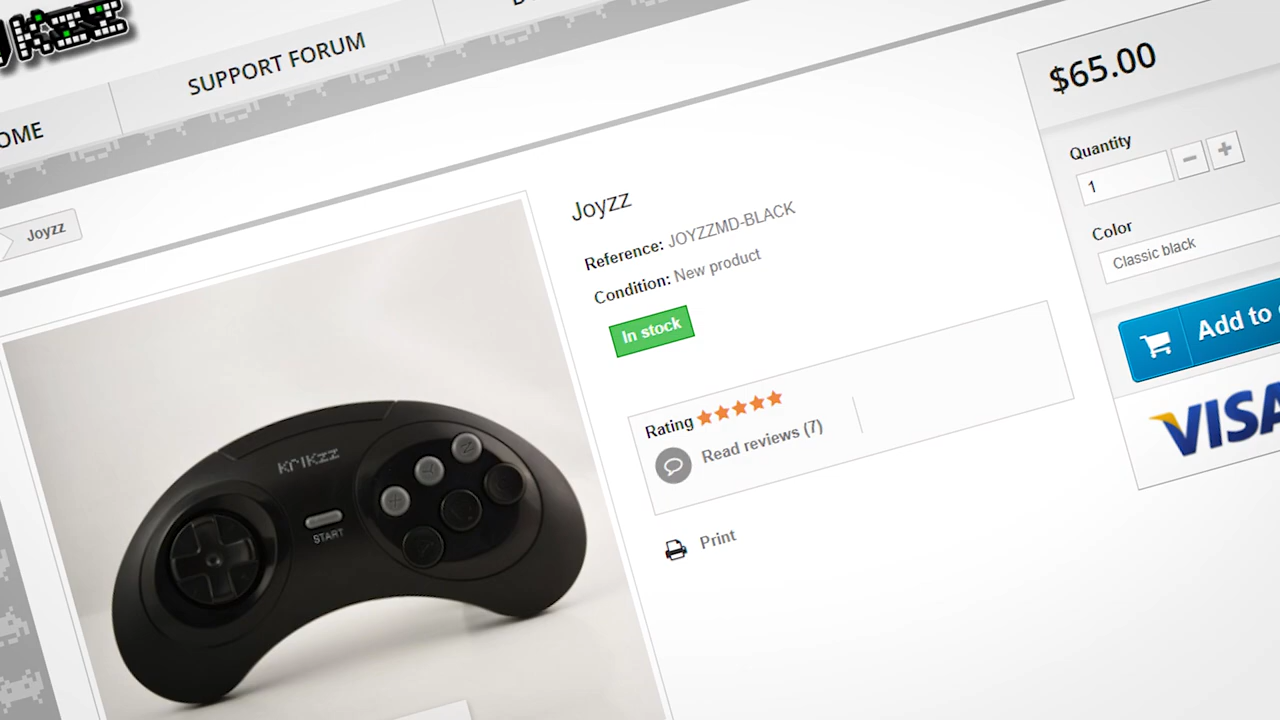 SUPPORT FORUM
OME
Joyzz
$65.00
Quantity
1
Color
Classic black
Add to
VISA
Joyzz
Reference: JOYZZMD-BLACK
Condition: New product
In stock
Rating
Read reviews (7)
Print
KrIKzz
START